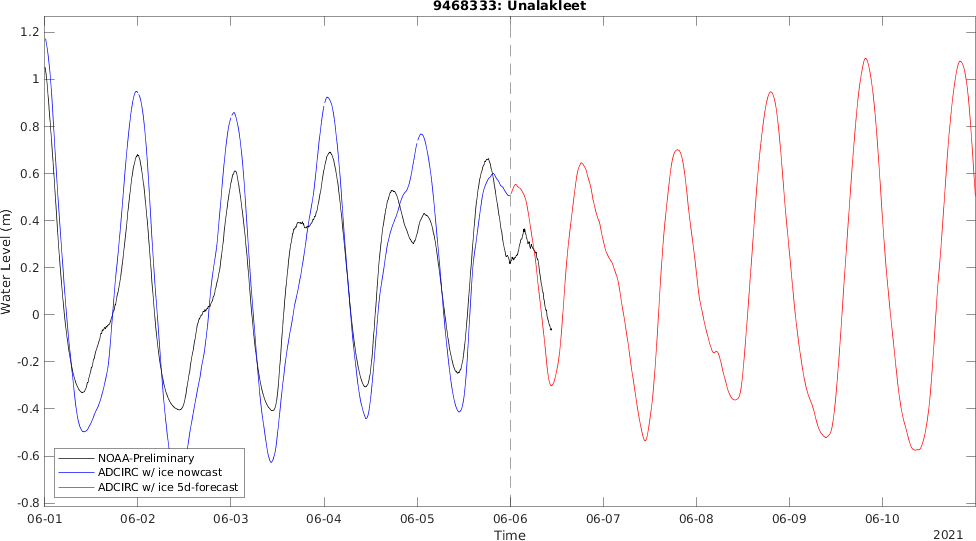 9468333: Unalakleet
Water Level (m)
1.2
1
0.8
0.6
0.4
0.2
0
-0.2
-0.4
-0.6
-0.8
NOAA-Preliminary
ADCIRC w/ ice nowcast
ADCIRC w/ ice 5d-forecast
06-01 06-02 06-03 06-04 06-05 06-06 06-07 06-08 06-09 06-10
Time
2021